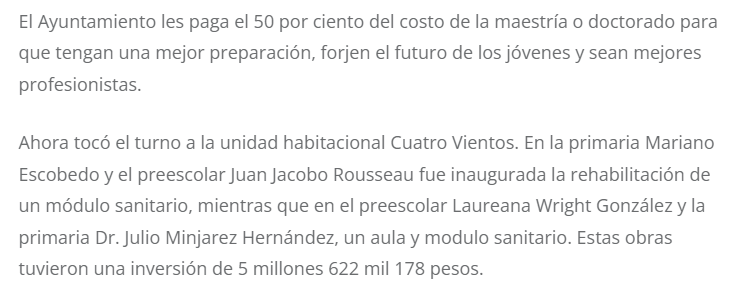 El Ayuntamiento les paga el 50 por ciento del costo de la maestría o doctorado para
que tengan una mejor preparación, forjen el futuro de los jóvenes y sean mejores
profesionistas.
Ahora tocó el turno a la unidad habitacional Cuatro Vientos. En la primaria Mariano
Escobedo y el preescolar Juan Jacobo Rousseau fue inaugurada la rehabilitación de
un módulo sanitario, mientras que en el preescolar Laureana Wright González y la
primaria Dr. Julio Minjarez Hernández, un aula y modulo sanitario. Estas obras
tuvieron una inversión de 5 millones 622 mil 178 pesos.